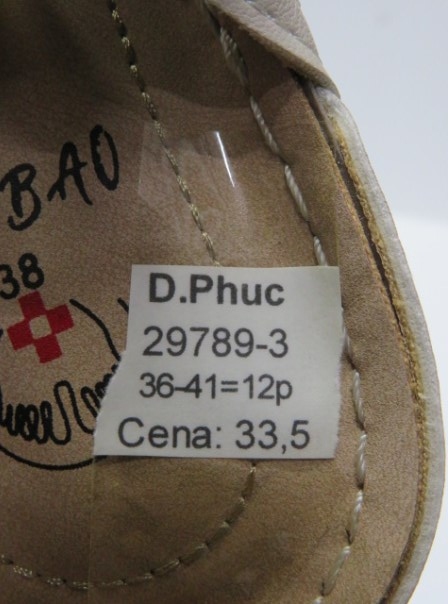 BAO
38
D.Phuc
29789-3
36-41=12p
Cena: 33,5